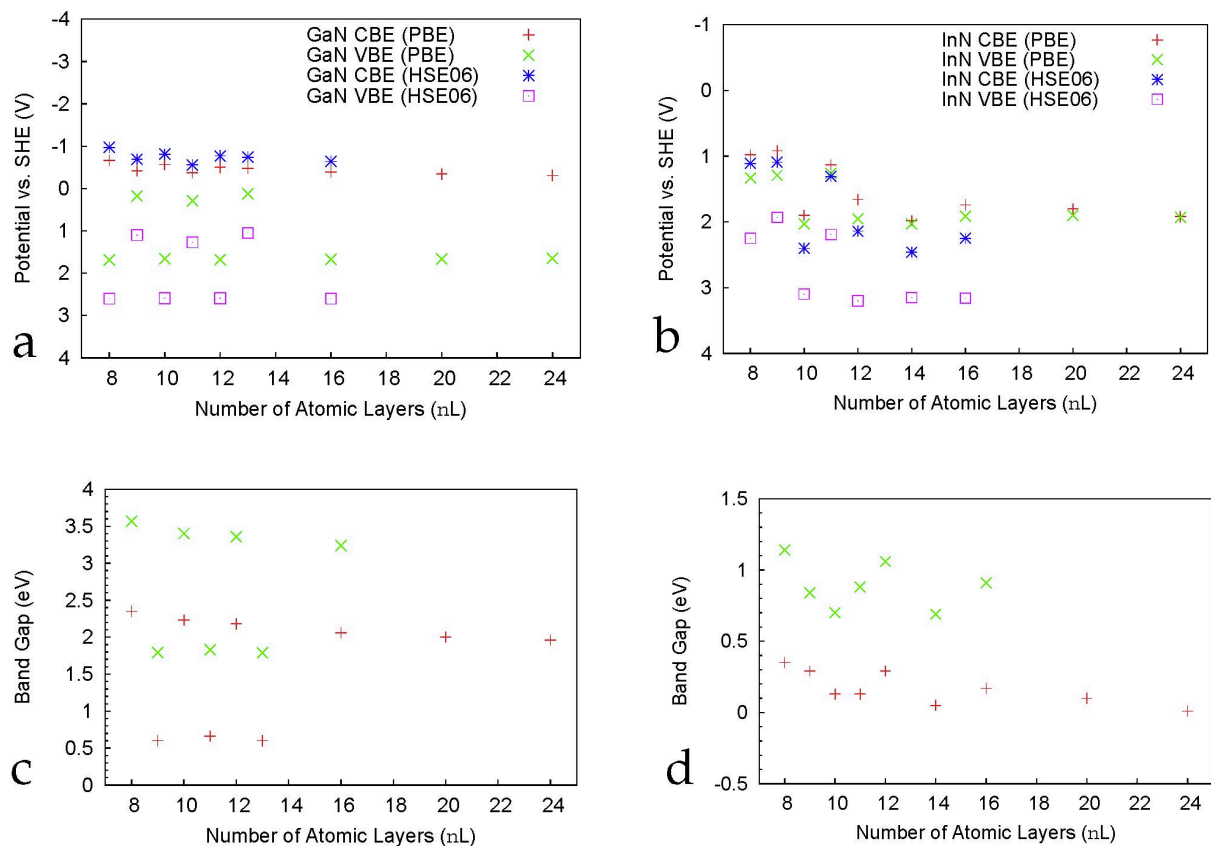 -4
-3
-2
-1
0
1
2
3
4
Potential vs. SHE (V)
GaN CBE (PBE)
GaN VBE (PBE)
GaN CBE (HSE06)
GaN VBE (HSE06)
8 10 12 14 16 18 20 22 24
Number of Atomic Layers (nL)
a
-1
0
1
2
3
4
Potential vs. SHE (V)
InN CBE (PBE)
InN VBE (PBE)
InN CBE (HSE06)
InN VBE (HSE06)
8 10 12 14 16 18 20 22 24
Number of Atomic Layers (nL)
b
4
3.5
3
2.5
2
1.5
1
0.5
0
Band Gap (eV)
8 10 12 14 16 18 20 22 24
Number of Atomic Layers (nL)
c
1.5
1
0.5
0
-0.5
Band Gap (eV)
8 10 12 14 16 18 20 22 24
Number of Atomic Layers (nL)
d